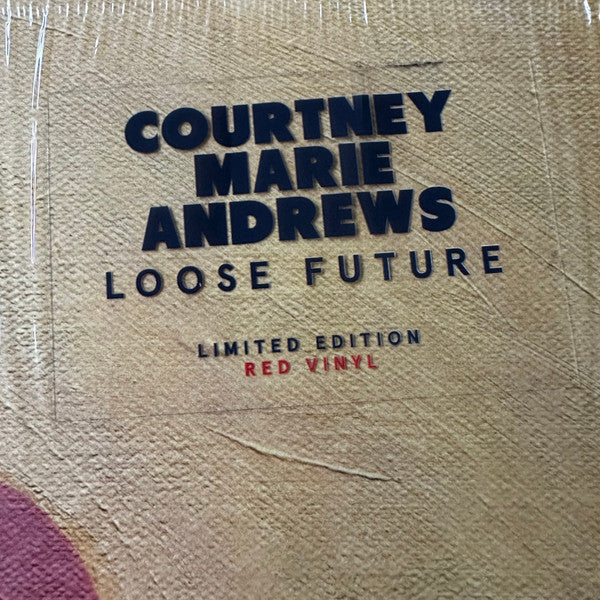 COURTNEY
MARIE
ANDREWS
LOOSE FUTURE
LIMITED EDITION
RED VINYL